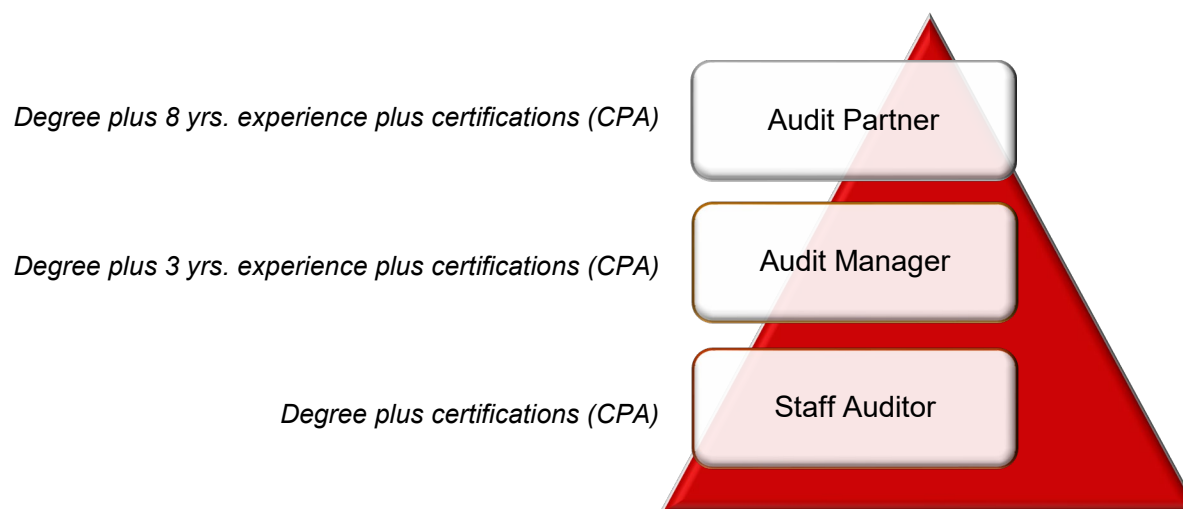 Degree plus 8 yrs. experience plus certifications (CPA)
Audit Partner
Degree plus 3 yrs. experience plus certifications (CPA)
Audit Manager
Degree plus certifications (CPA)
Staff Auditor